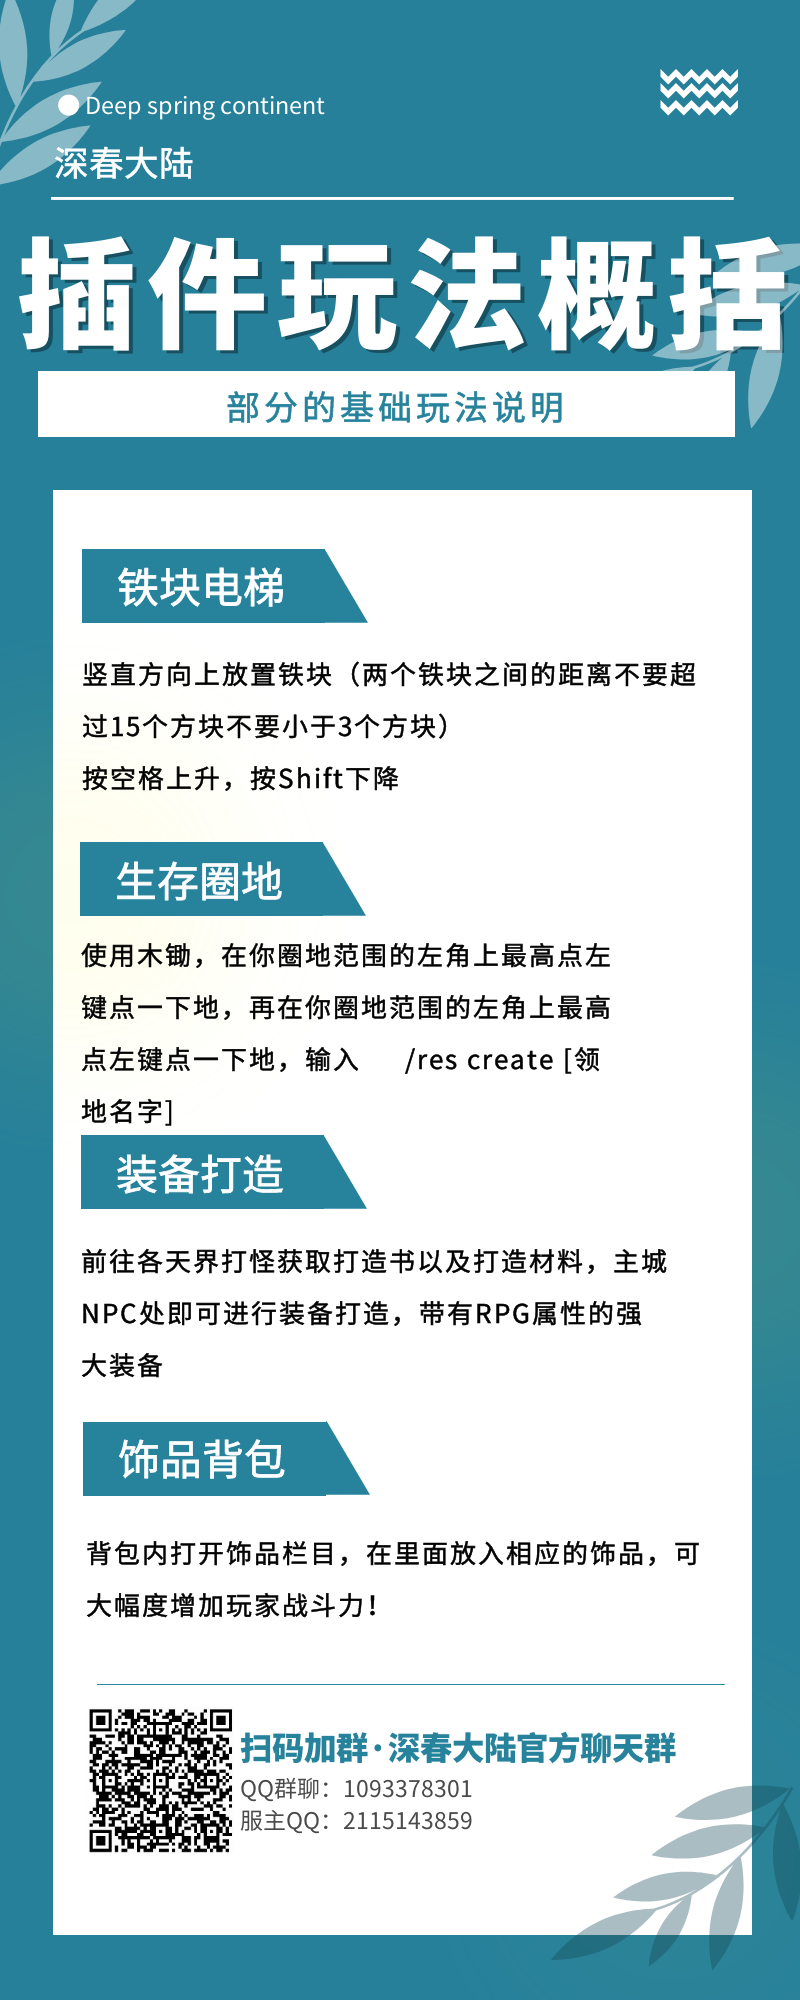 Deep spring continent
深春大陆
插件玩法概括
部分的基础玩法说明
铁块电梯
竖直方向上放置铁块（两个铁块之间的距离不要超
过15个方块不要小于3个方块）
按空格上升，按Shift下降
生存圈地
使用木锄，在你圈地范围的左角上最高点左
键点一下地，再在你圈地范围的左角上最高
点左键点一下地，输入 /res create [领
地名字]
装备打造
前往各天界打怪获取打造书以及打造材料，主城
NPC处即可进行装备打造，带有RPG属性的强
大装备
饰品背包
背包内打开饰品栏目，在里面放入相应的饰品，可
大幅度增加玩家战斗力！
扫码加群·深春大陆官方聊天群
QQ群聊：1093378301
服主QQ：2115143859